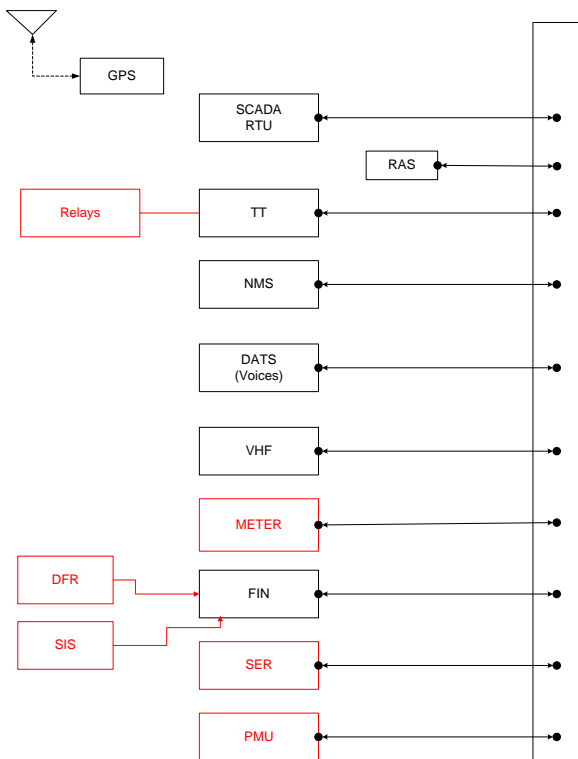 GPS
SCADA
RTU
RAS
Relays
TT
NMS
DATS
(Voices)
VHF
METER
DFR
FIN
SIS
SER
PMU